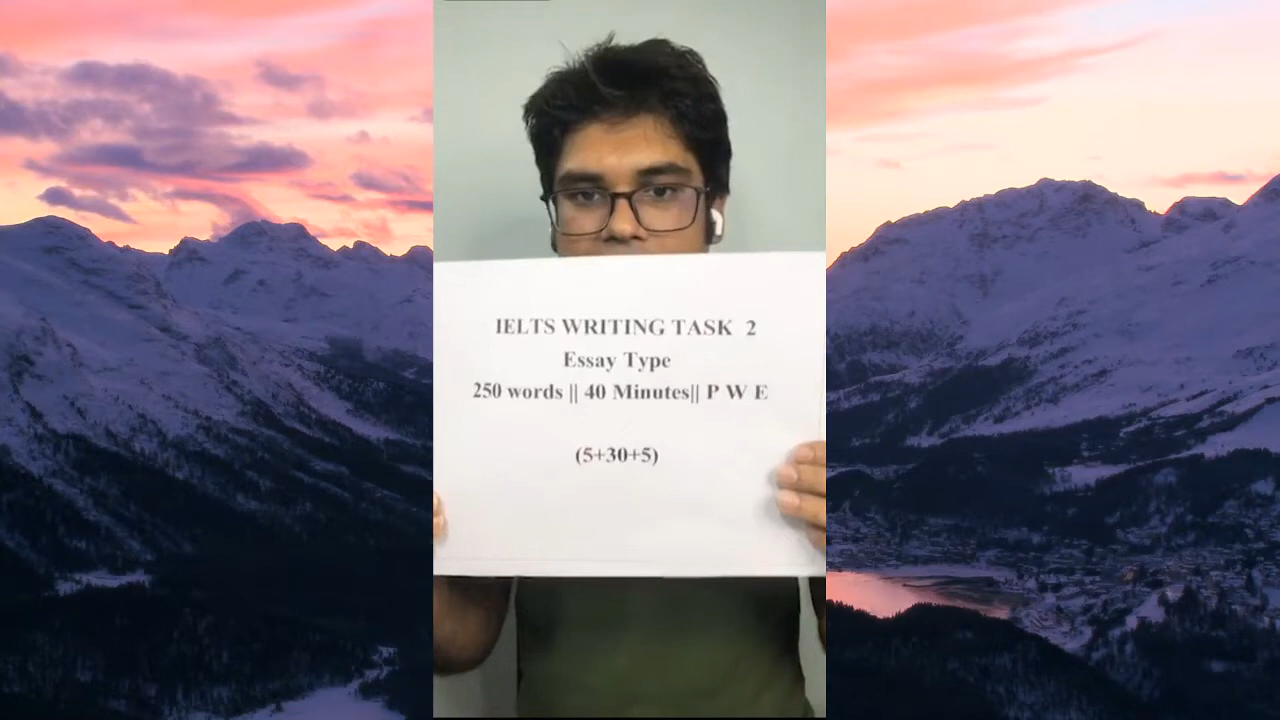 IELTS WRITING TASK 2
Essay Type
250 words || 40 Minutes|| P W E
(5+30+5)